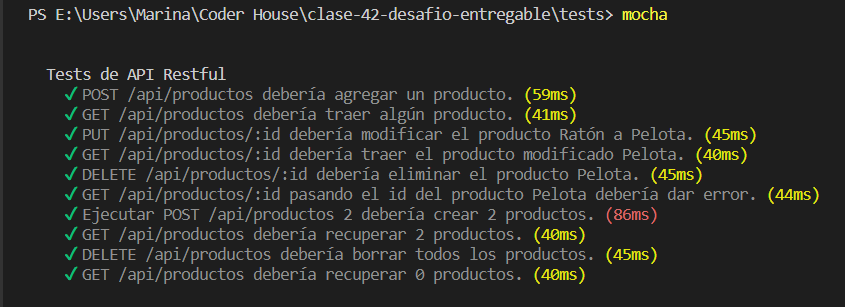 PS E:\Users\Marina\Coder House\clase-42-desafio-entregable\tests> mocha
Tests de API Restful
✓ POST /api/productos debería agregar un producto. (59ms)
✓ GET /api/productos debería traer algún producto. (41ms)
✓ PUT /api/productos/:id debería modificar el producto Ratón a Pelota. (45ms)
✓ GET /api/productos/:id debería traer el producto modificado Pelota. (40ms)
✓ DELETE /api/productos/:id debería eliminar el producto Pelota. (45ms)
✓ GET /api/productos/:id pasando el id del producto Pelota debería dar error. (44ms)
✓ Ejecutar POST /api/productos 2 debería crear 2 productos. (86ms)
✓ GET /api/productos debería recuperar 2 productos. (40ms)
✓ DELETE /api/productos debería borrar todos los productos. (45ms)
✓ GET /api/productos debería recuperar 0 productos. (40ms)